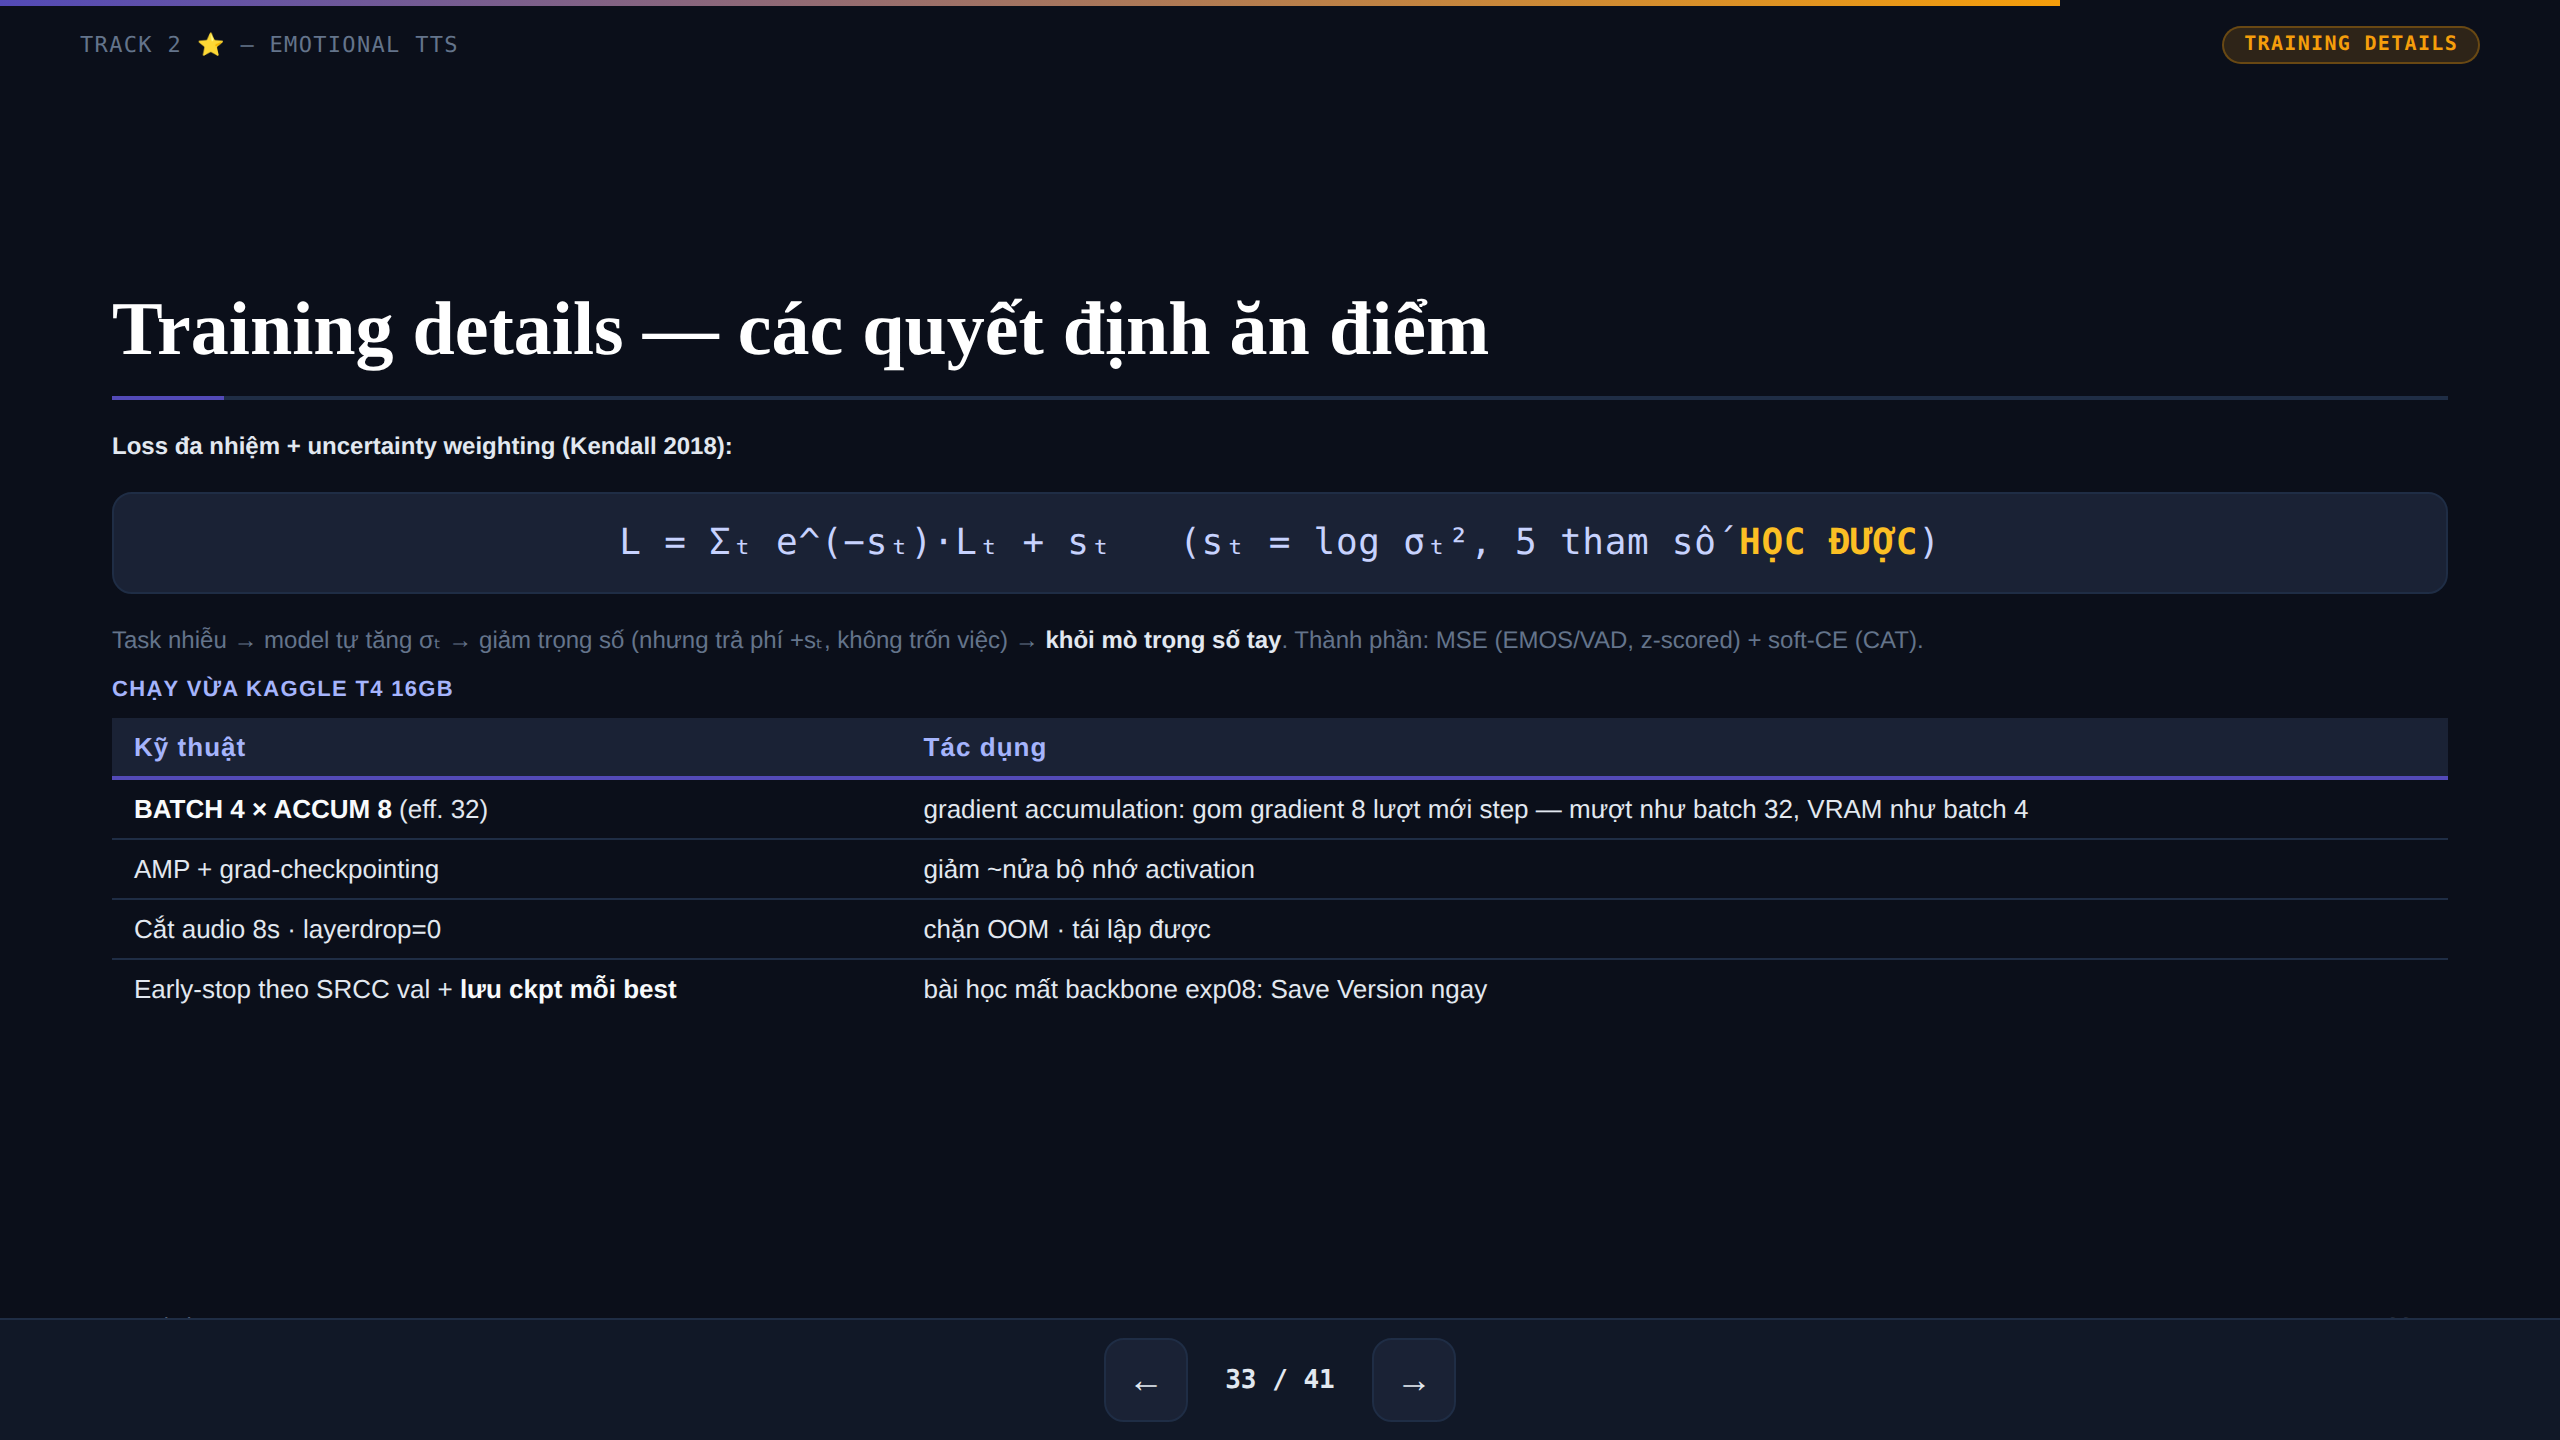 TRACK 2 ⭐ — EMOTIONAL TTS
TRAINING DETAILS
Training details — các quyết định ăn điểm
Loss đa nhiệm + uncertainty weighting (Kendall 2018):
L = Σₜ e^(−sₜ)·Lₜ + sₜ (sₜ = log σₜ², 5 tham số HỌC ĐƯỢC)
Task nhiễu → model tự tăng σₜ → giảm trọng số (nhưng trả phí +sₜ, không trốn việc) → khỏi mò trọng số tay. Thành phần: MSE (EMOS/VAD, z-scored) + soft-CE (CAT).
CHẠY VỪA KAGGLE T4 16GB
Kỹ thuật Tác dụng
BATCH 4 × ACCUM 8 (eff. 32) gradient accumulation: gom gradient 8 lượt mới step — mượt như batch 32, VRAM như batch 4
AMP + grad-checkpointing giảm ~nửa bộ nhớ activation
Cắt audio 8s · layerdrop=0 chặn OOM · tái lập được
Early-stop theo SRCC val + lưu ckpt mỗi best bài học mất backbone exp08: Save Version ngay
← 33 / 41 →